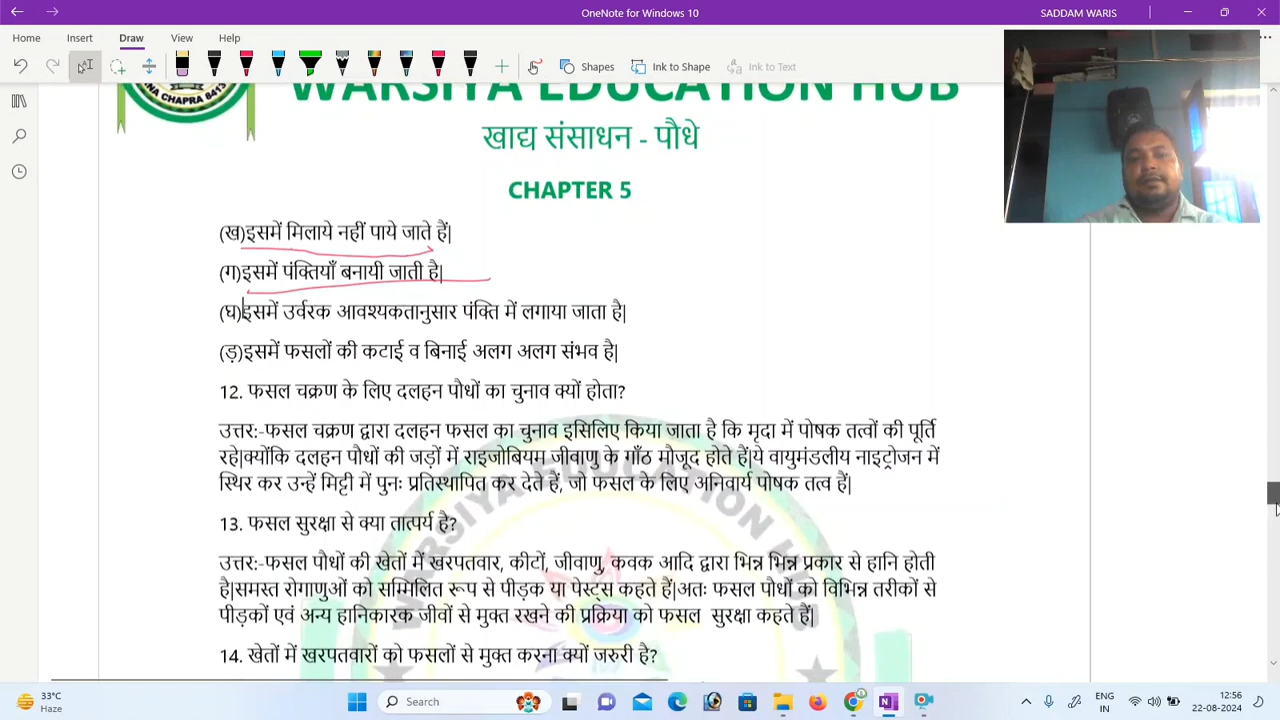 OneNote for Windows 10
SADDAM WARIS
Home Insert Draw View Help
Shapes Ink to Shape Ink to Text
WARSIYA EDUCATION HUB
खाद्य संसाधन - पौधे
CHAPTER 5
(ख)इसमें मिलाये नहीं पाये जाते हैं|
(ग)इसमें पंक्तियाँ बनायी जाती है|
(घ)इसमें उर्वरक आवश्यकतानुसार पंक्ति में लगाया जाता है|
(ड़)इसमें फसलों की कटाई व बिनाई अलग अलग संभव है|
12. फसल चक्रण के लिए दलहन पौधों का चुनाव क्यों होता?
उत्तर:-फसल चक्रण द्वारा दलहन फसल का चुनाव इसिलिए किया जाता है कि मृदा में पोषक तत्वों की पूर्ति
रहे|क्योंकि दलहन पौधों की जड़ों में राइजोबियम जीवाणु के गाँठ मौजूद होते हैं|ये वायुमंडलीय नाइट्रोजन में
स्थिर कर उन्हें मिट्टी में पुनः प्रतिस्थापित कर देते हैं, जो फसल के लिए अनिवार्य पोषक तत्व हैं|
13. फसल सुरक्षा से क्या तात्पर्य है?
उत्तर:-फसल पौधों की खेतों में खरपतवार, कीटों, जीवाणु, कवक आदि द्वारा भिन्न भिन्न प्रकार से हानि होती
है|समस्त रोगाणुओं को सम्मिलित रूप से पीड़क या पेस्ट्स कहते हैं|अतः फसल पौधों को विभिन्न तरीकों से
पीड़कों एवं अन्य हानिकारक जीवों से मुक्त रखने की प्रक्रिया को फसल सुरक्षा कहते हैं|
14. खेतों में खरपतवारों को फसलों से मुक्त करना क्यों जरुरी है?
WARSIYA EDUCATION HUB
33°C
Haze
Search
ENG
IN
12:56
22-08-2024